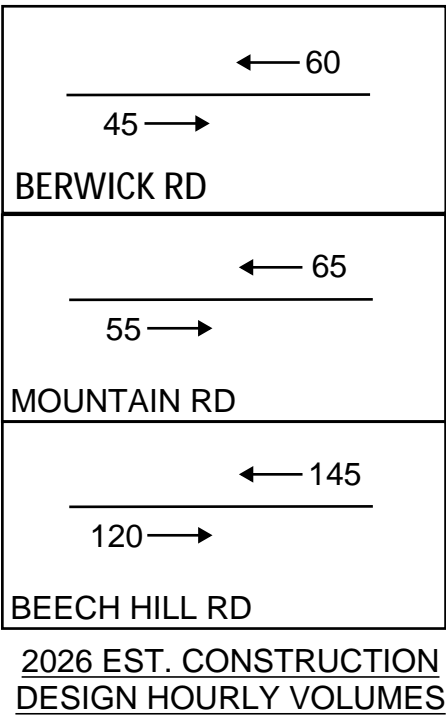 60
45
BERWICK RD
65
55
MOUNTAIN RD
145
120
BEECH HILL RD
2026 EST. CONSTRUCTION
DESIGN HOURLY VOLUMES